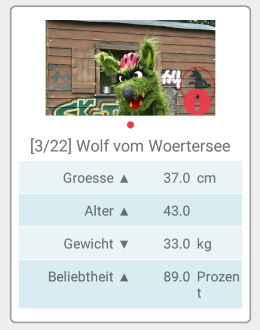 [3/22] Wolf vom Woertersee
Groesse ▲ 37.0 cm
Alter ▲ 43.0
Gewicht ▼ 33.0 kg
Beliebtheit ▲ 89.0 Prozen
t